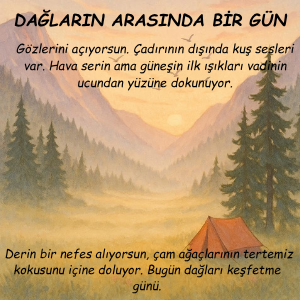 DAĞLARIN ARASINDA BİR GÜN
Gözlerini açıyorsun. Çadırının dışında kuş sesleri
var. Hava serin ama güneşin ilk ışıkları vadinin
ucundan yüzüne dokunuyor.
Derin bir nefes alıyorsun, çam ağaçlarının tertemiz
kokusunu içine doluyor. Bugün dağları keşfetme
günü.